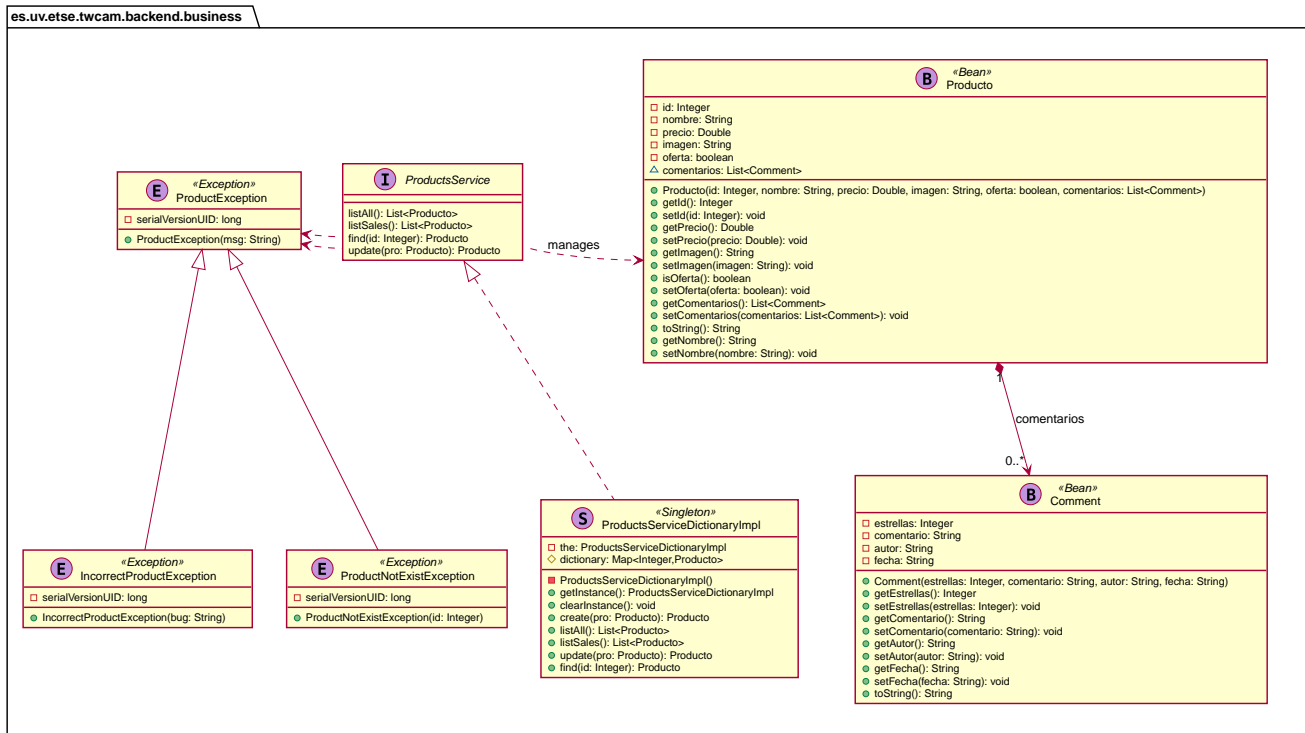 es.uv.etse.twcam.backend.business
B
«Bean»
Producto
id: Integer
nombre: String
precio: Double
imagen: String
oferta: boolean
comentarios: List<Comment>
Producto(id: Integer, nombre: String, precio: Double, imagen: String, oferta: boolean, comentarios: List<Comment>)
getId(): Integer
setId(id: Integer): void
getPrecio(): Double
setPrecio(precio: Double): void
getImagen(): String
setImagen(imagen: String): void
isOferta(): boolean
setOferta(oferta: boolean): void
getComentarios(): List<Comment>
setComentarios(comentarios: List<Comment>): void
toString(): String
getNombre(): String
setNombre(nombre: String): void
E
«Exception»
ProductException
serialVersionUID: long
ProductException(msg: String)
I
ProductsService
listAll(): List<Producto>
listSales(): List<Producto>
find(id: Integer): Producto
update(pro: Producto): Producto
manages
1
comentarios
0..*
E
«Exception»
IncorrectProductException
serialVersionUID: long
IncorrectProductException(bug: String)
E
«Exception»
ProductNotExistException
serialVersionUID: long
ProductNotExistException(id: Integer)
S
«Singleton»
ProductsServiceDictionaryImpl
the: ProductsServiceDictionaryImpl
dictionary: Map<Integer,Producto>
ProductsServiceDictionaryImpl()
getInstance(): ProductsServiceDictionaryImpl
clearInstance(): void
create(pro: Producto): Producto
listAll(): List<Producto>
listSales(): List<Producto>
update(pro: Producto): Producto
find(id: Integer): Producto
B
«Bean»
Comment
estrellas: Integer
comentario: String
autor: String
fecha: String
Comment(estrellas: Integer, comentario: String, autor: String, fecha: String)
getEstrellas(): Integer
setEstrellas(estrellas: Integer): void
getComentario(): String
setComentario(comentario: String): void
getAutor(): String
setAutor(autor: String): void
getFecha(): String
setFecha(fecha: String): void
toString(): String